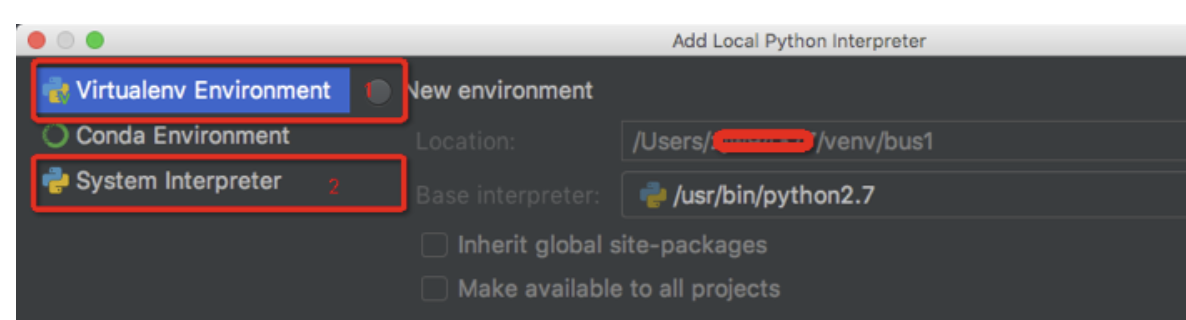 Add Local Python Interpreter
Virtualenv Environment 1 New environment
Conda Environment
Location: /Users/ /venv/bus1
System Interpreter 2
Base interpreter: /usr/bin/python2.7
Inherit global site-packages
Make available to all projects